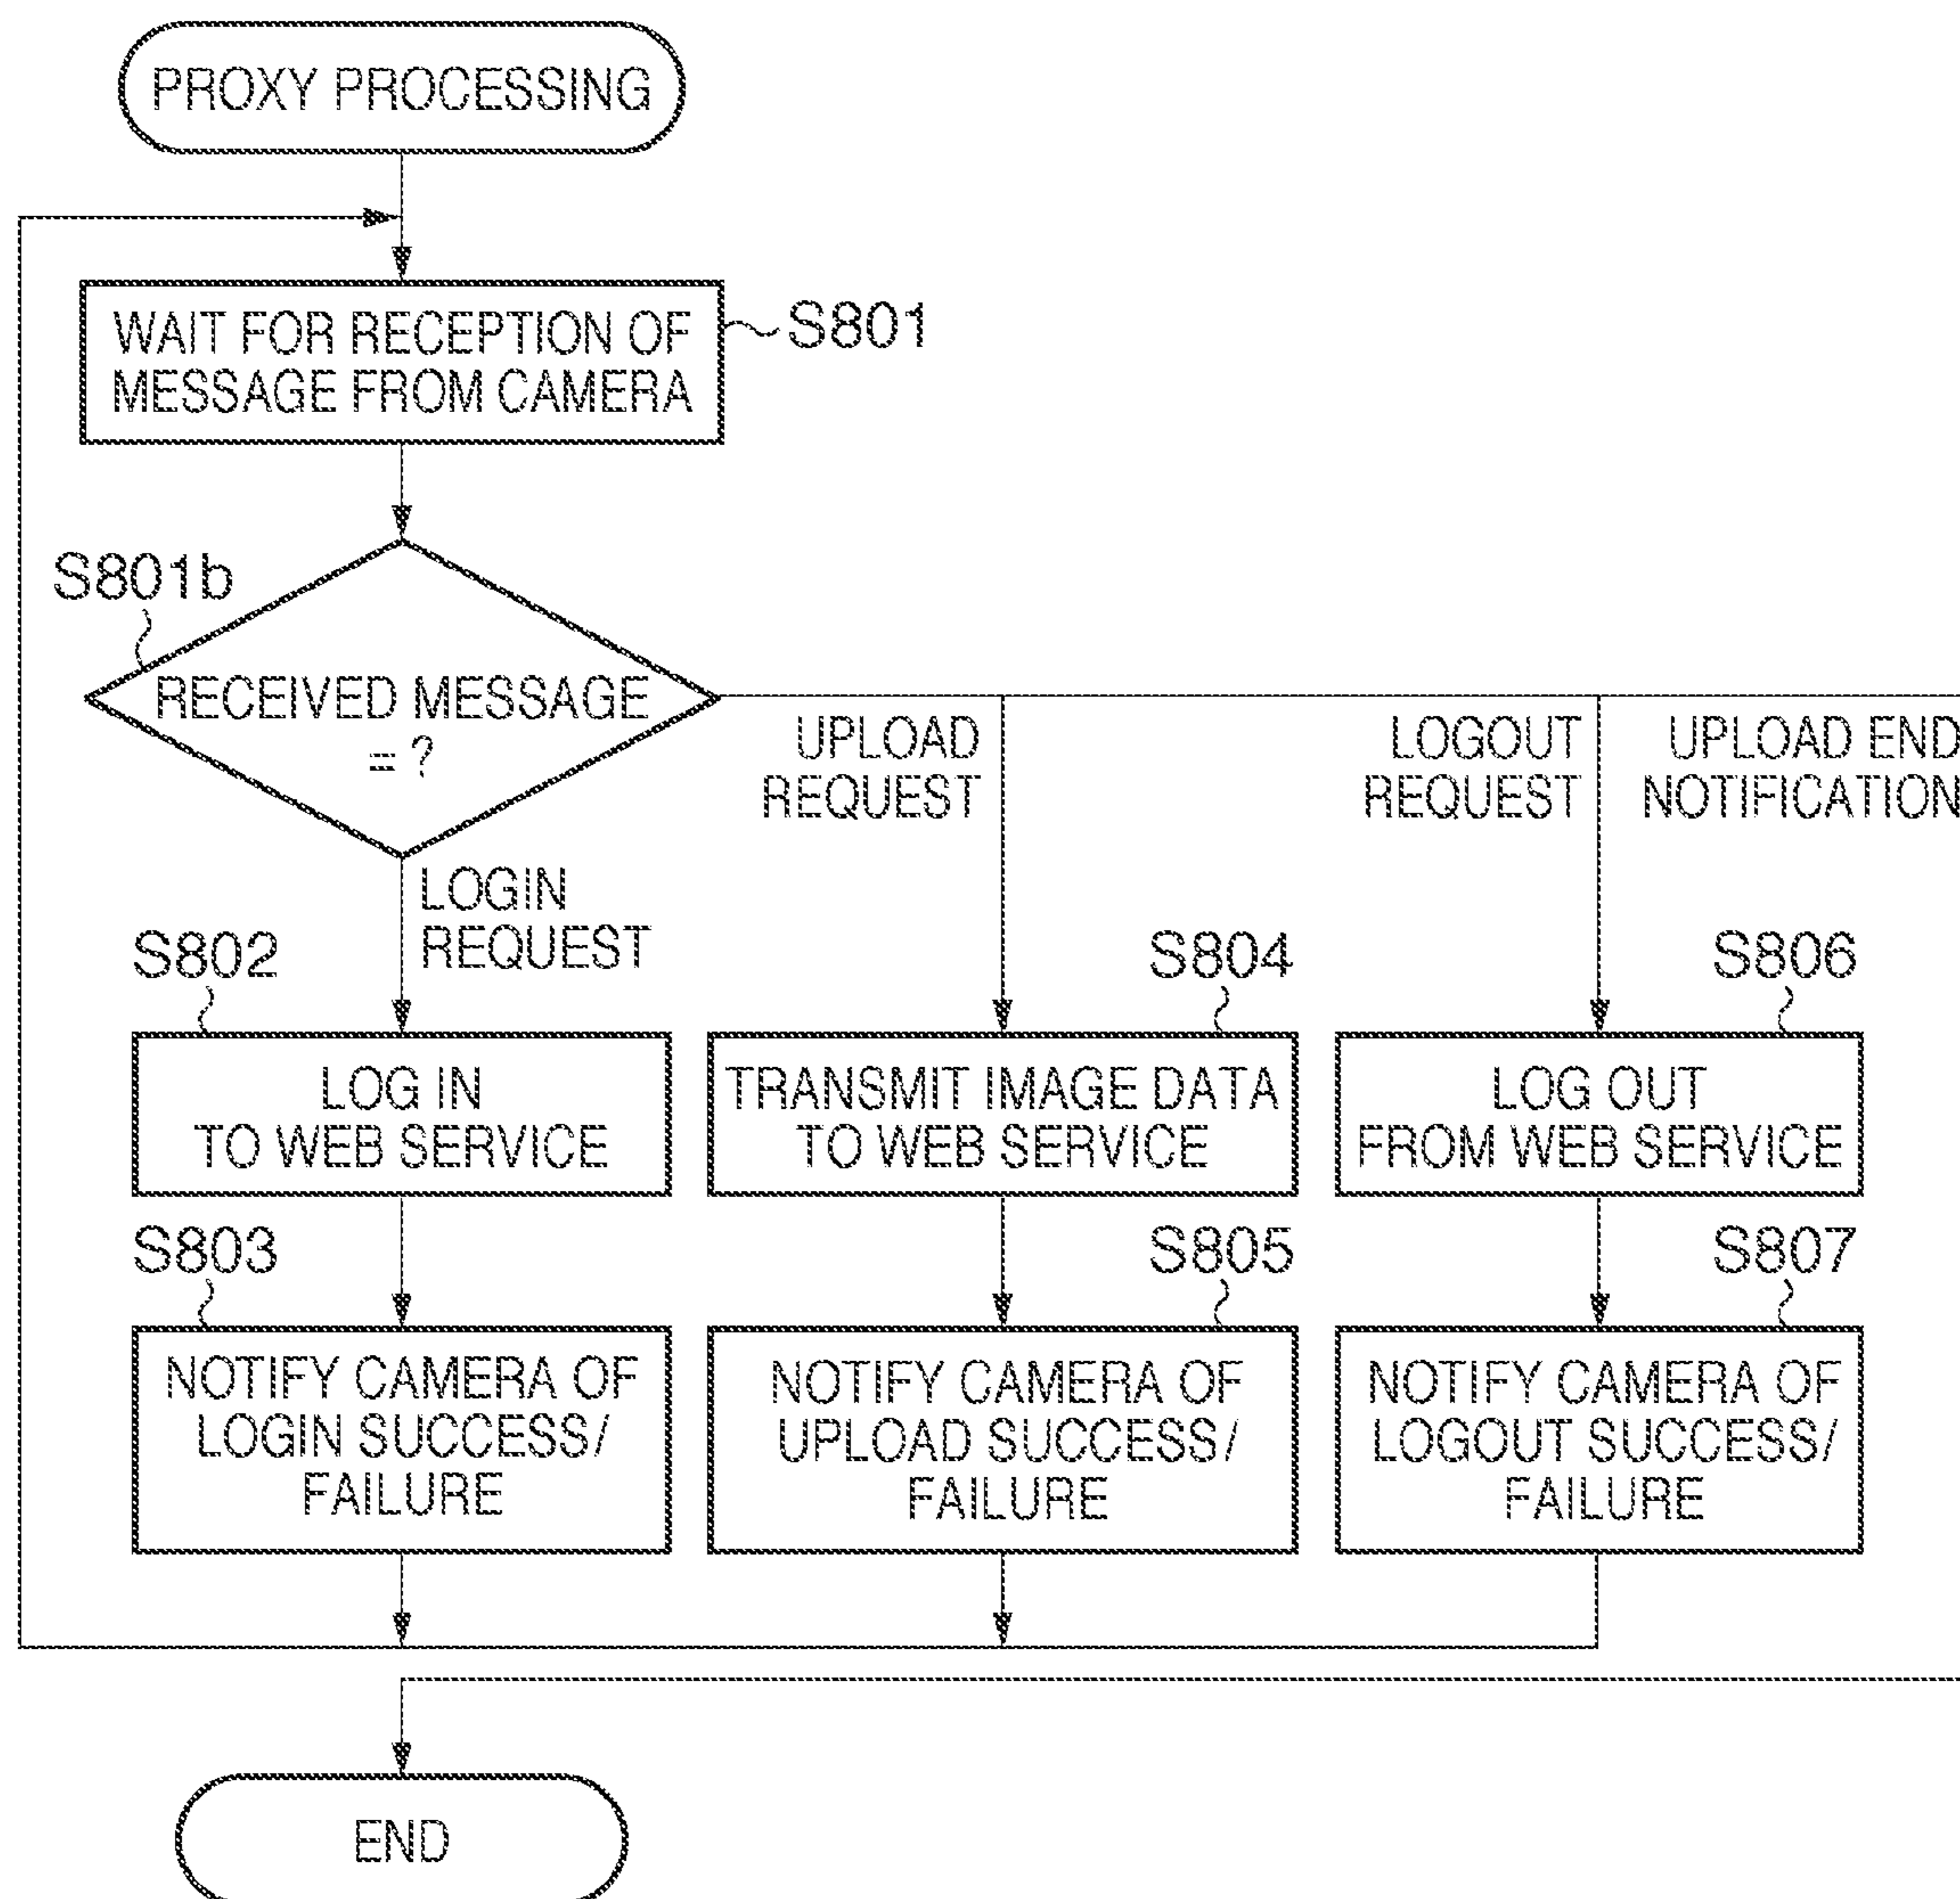 PROXY PROCESSING
WAIT FOR RECEPTION OF
MESSAGE FROM CAMERA
S801
S801b
RECEIVED MESSAGE
= ?
UPLOAD
REQUEST
LOGOUT
REQUEST
UPLOAD END
NOTIFICATION
LOGIN
REQUEST
S802
S804
S806
LOG IN
TO WEB SERVICE
TRANSMIT IMAGE DATA
TO WEB SERVICE
LOG OUT
FROM WEB SERVICE
S803
S805
S807
NOTIFY CAMERA OF
LOGIN SUCCESS/
FAILURE
NOTIFY CAMERA OF
UPLOAD SUCCESS/
FAILURE
NOTIFY CAMERA OF
LOGOUT SUCCESS/
FAILURE
END